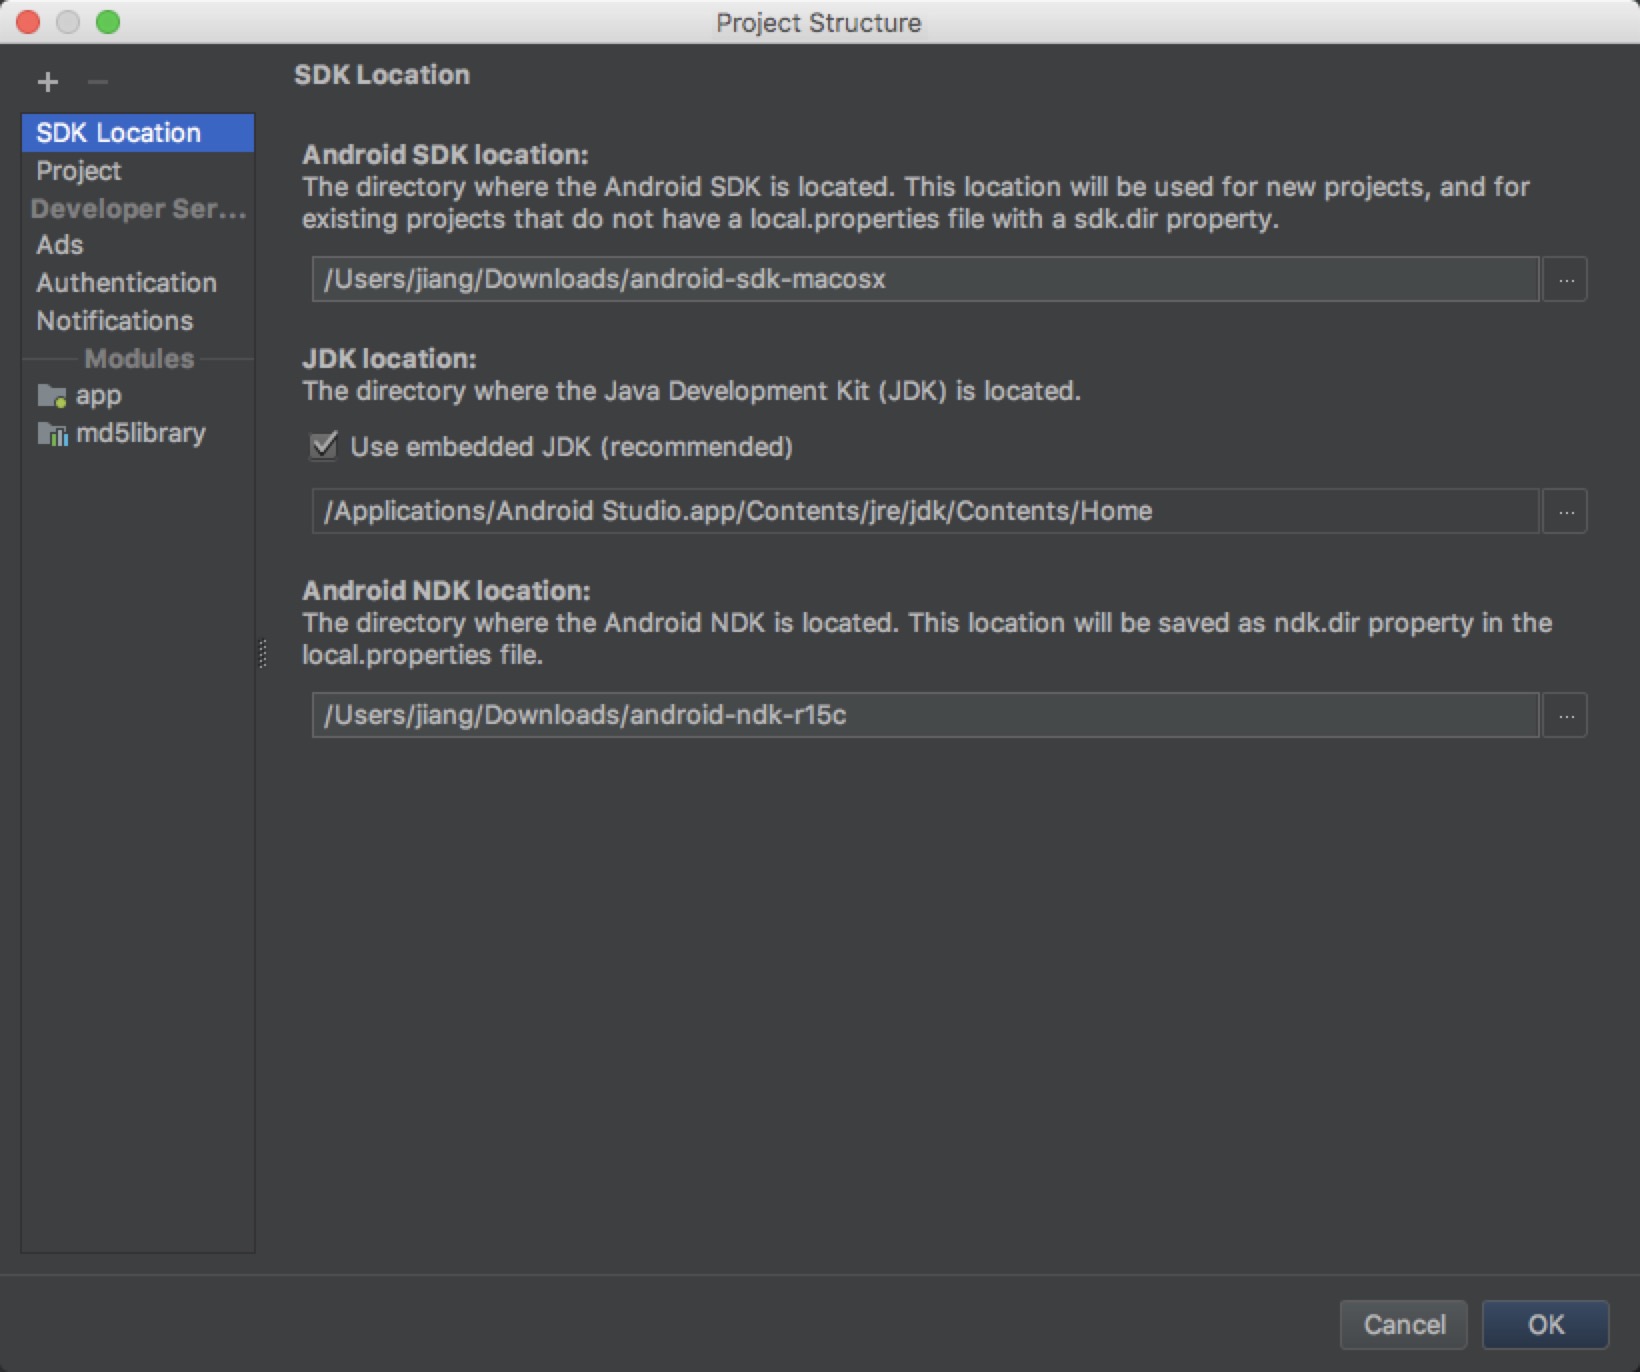 Project Structure
SDK Location
SDK Location
Project
Developer Ser...
Ads
Authentication
Notifications
Modules
app
md5library
Android SDK location:
The directory where the Android SDK is located. This location will be used for new projects, and for
existing projects that do not have a local.properties file with a sdk.dir property.
/Users/jiang/Downloads/android-sdk-macosx
...
JDK location:
The directory where the Java Development Kit (JDK) is located.
Use embedded JDK (recommended)
/Applications/Android Studio.app/Contents/jre/jdk/Contents/Home
...
Android NDK location:
The directory where the Android NDK is located. This location will be saved as ndk.dir property in the
local.properties file.
/Users/jiang/Downloads/android-ndk-r15c
...
Cancel
OK